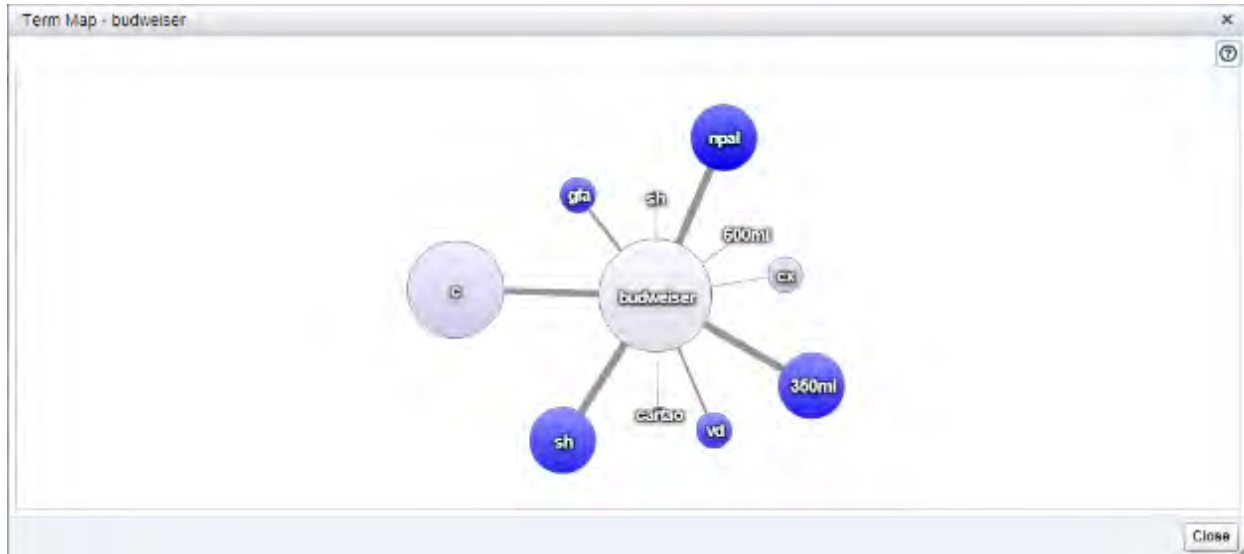 Term Map - budweiser
×
?
npal
gfa
sh
600ml
cx
c
budweiser
350ml
cartao
vd
sh
Close